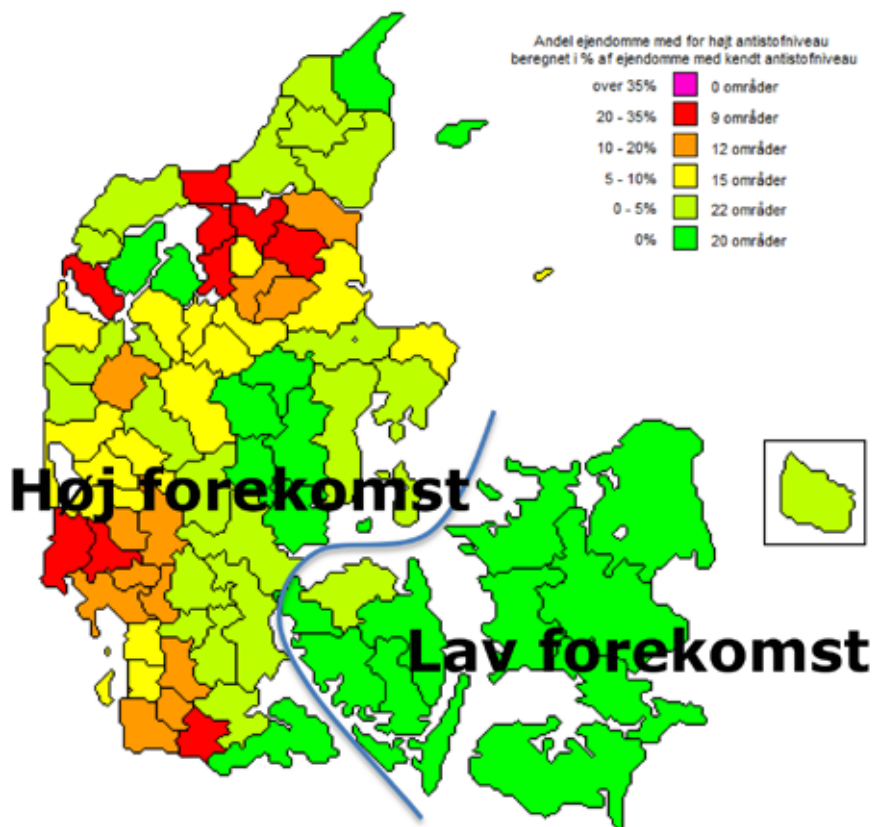 Andel ejendomme med for højt antistofniveau
beregnet i % af ejendomme med kendt antistofniveau
over 35% 0 områder
20 - 35% 9 områder
10 - 20% 12 områder
5 - 10% 15 områder
0 - 5% 22 områder
0% 20 områder
Høj forekomst
Lav forekomst